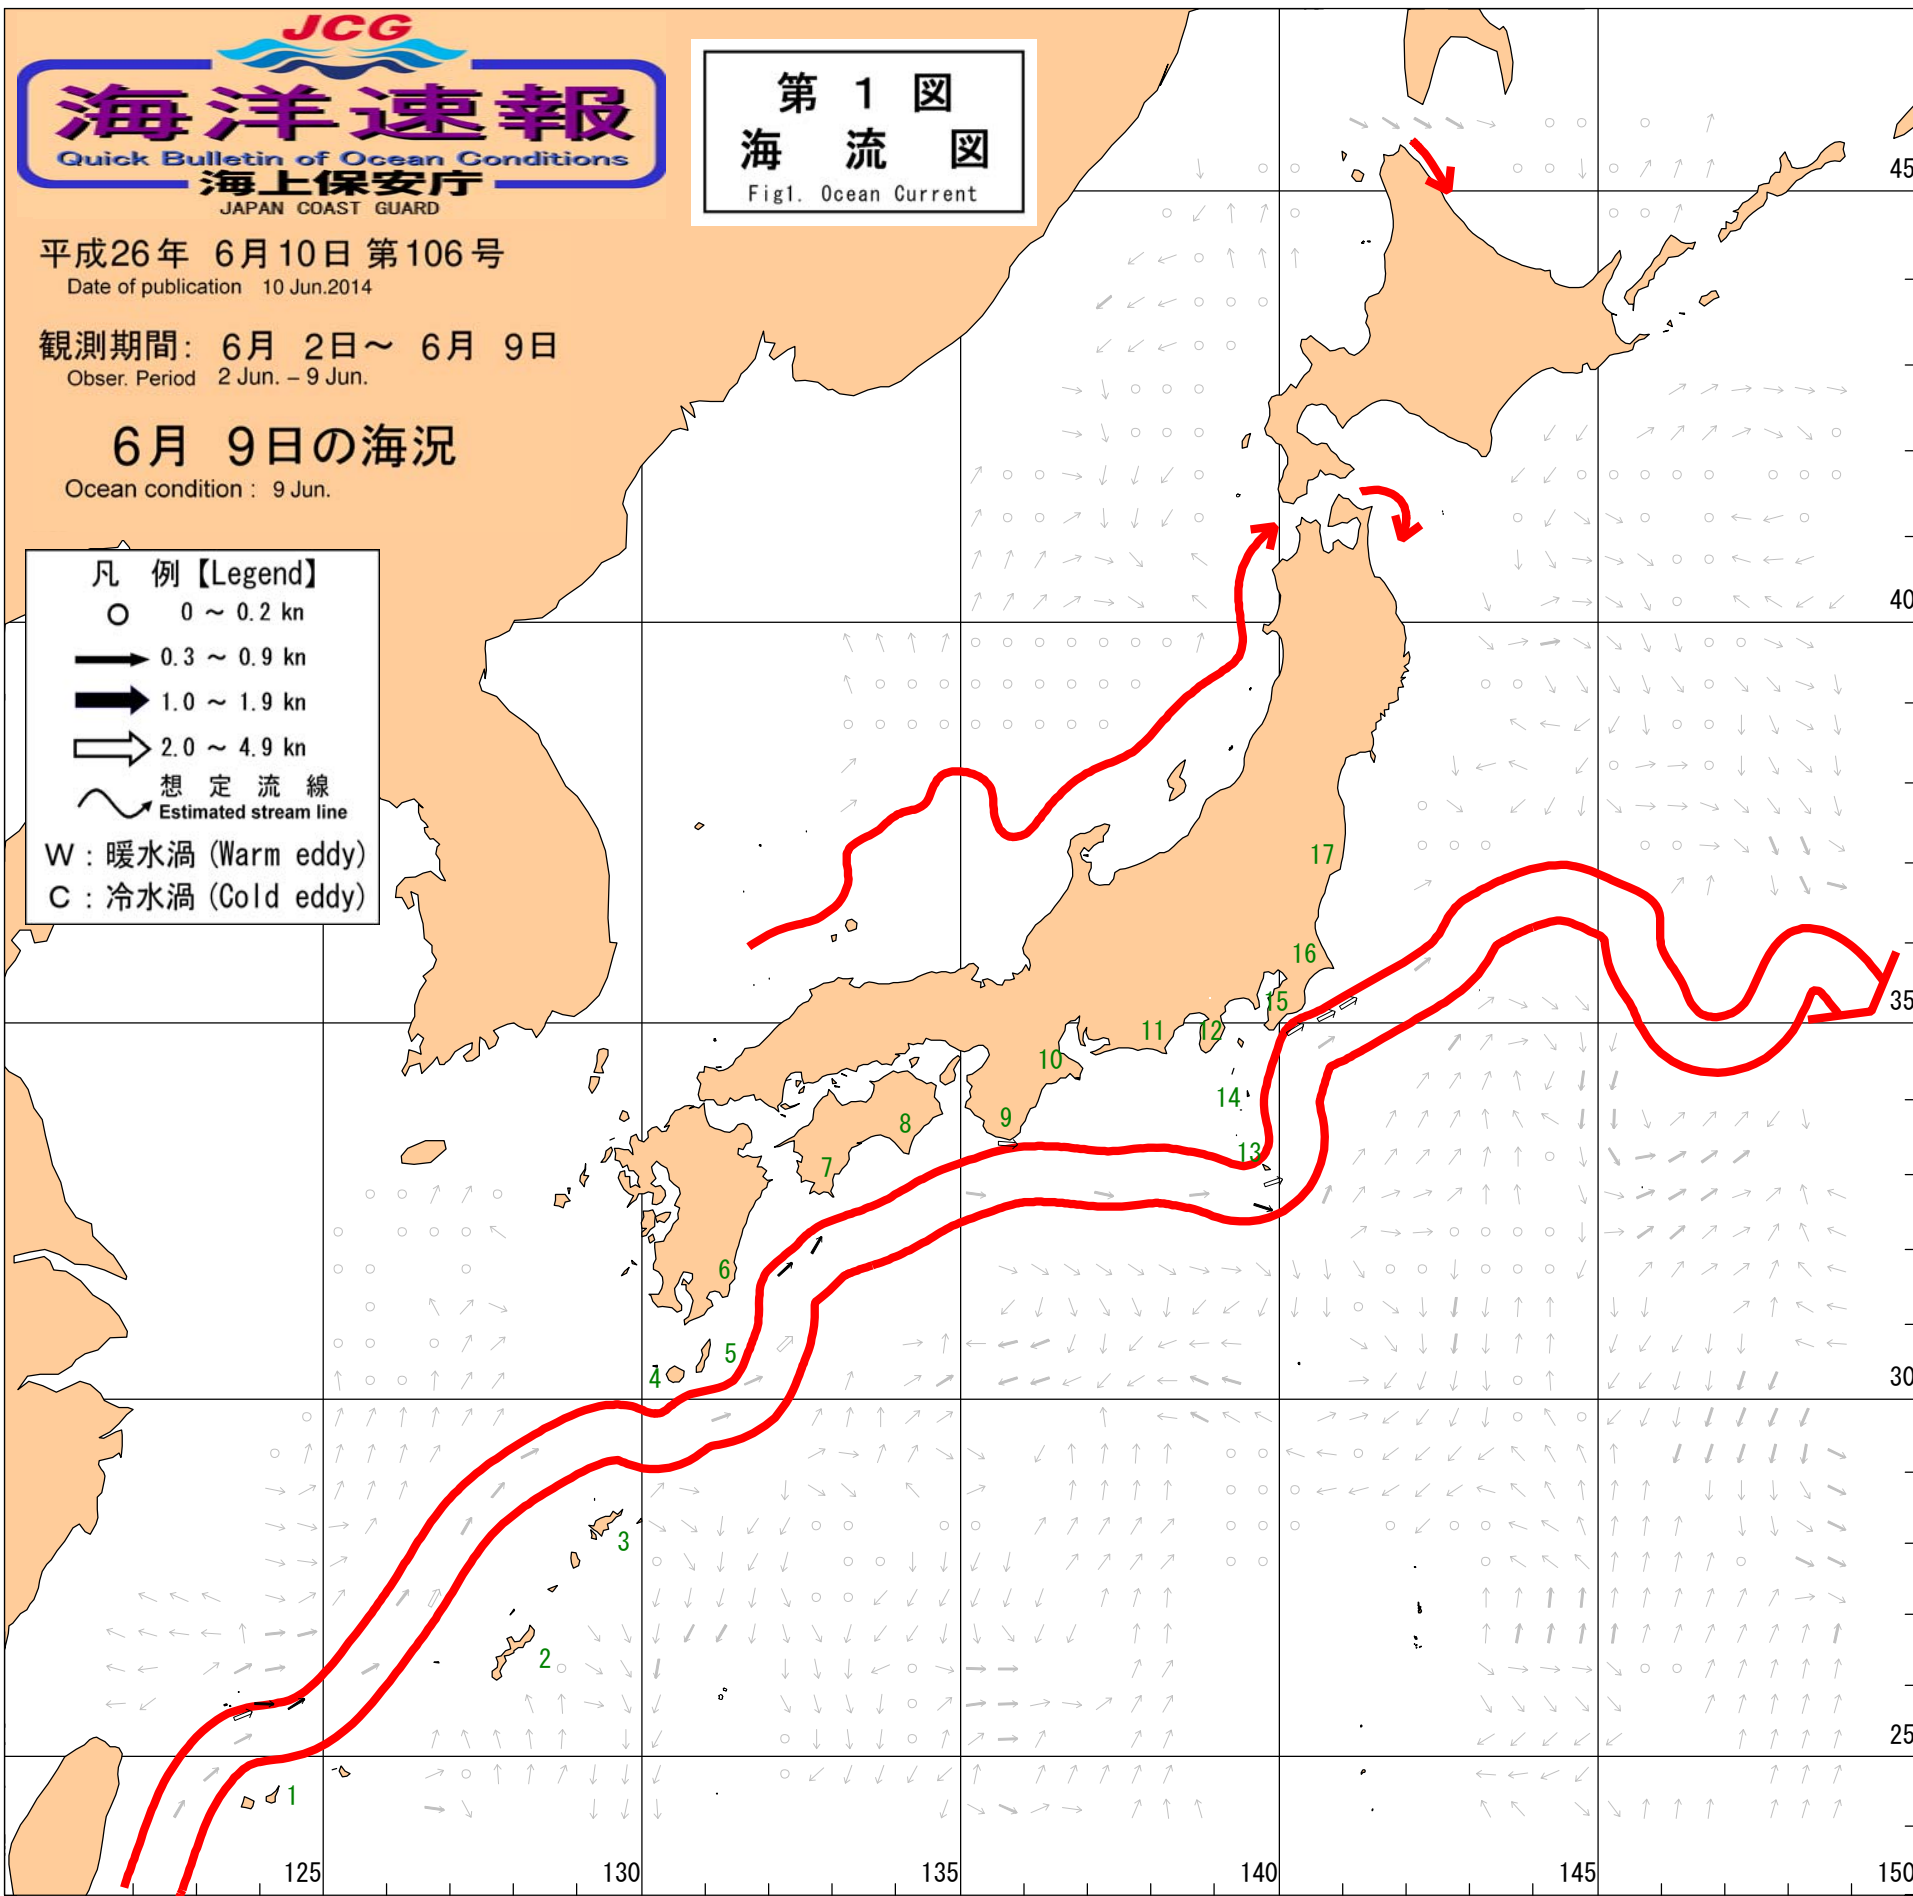 JCG
海洋速報
Quick Bulletin of Ocean Conditions
海上保安庁
JAPAN COAST GUARD
平成26年 6月10日 第106号
Date of publication 10 Jun.2014
観測期間: 6月 2日～ 6月 9日
Obser. Period 2 Jun. – 9 Jun.
6月 9日の海況
Ocean condition : 9 Jun.
第 1 図
海 流 図
Fig1. Ocean Current
凡 例【Legend】
0 ～ 0.2 kn
0.3 ～ 0.9 kn
1.0 ～ 1.9 kn
2.0 ～ 4.9 kn
想 定 流 線
Estimated stream line
W : 暖水渦 (Warm eddy)
C : 冷水渦 (Cold eddy)
45
40
17
16
35
15
11
12
10
14
9
8
13
7
6
5
4
30
3
2
25
1
125
130
135
140
145
150